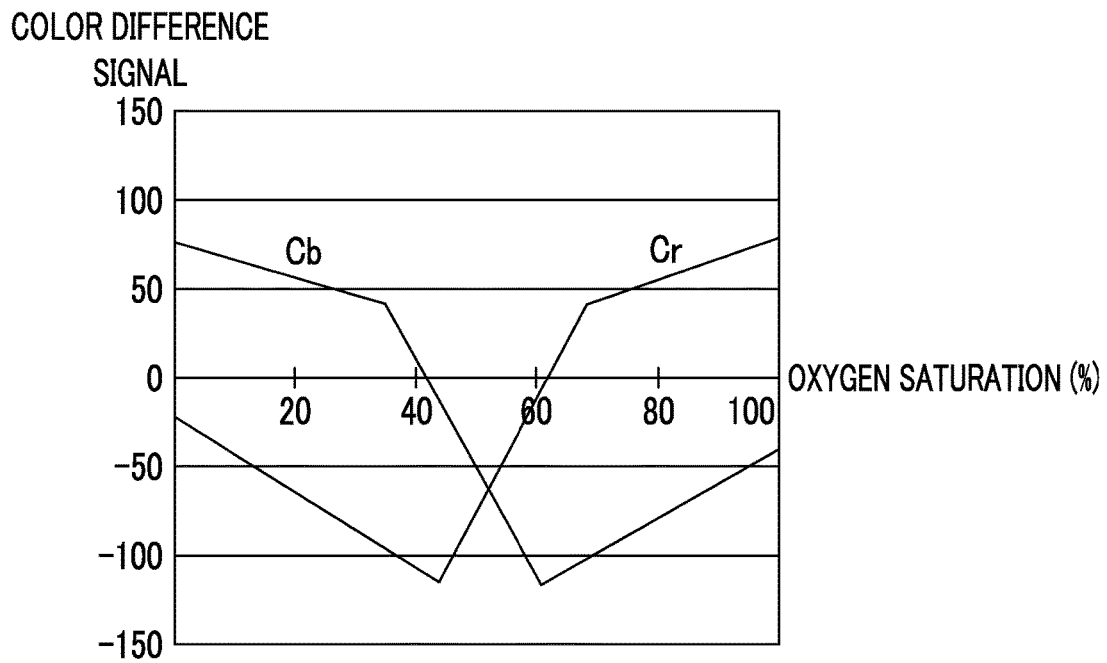 COLOR DIFFERENCE
SIGNAL
150
100
Cb
Cr
50
0
OXYGEN SATURATION (%)
20
40
60
80
100
-50
-100
-150